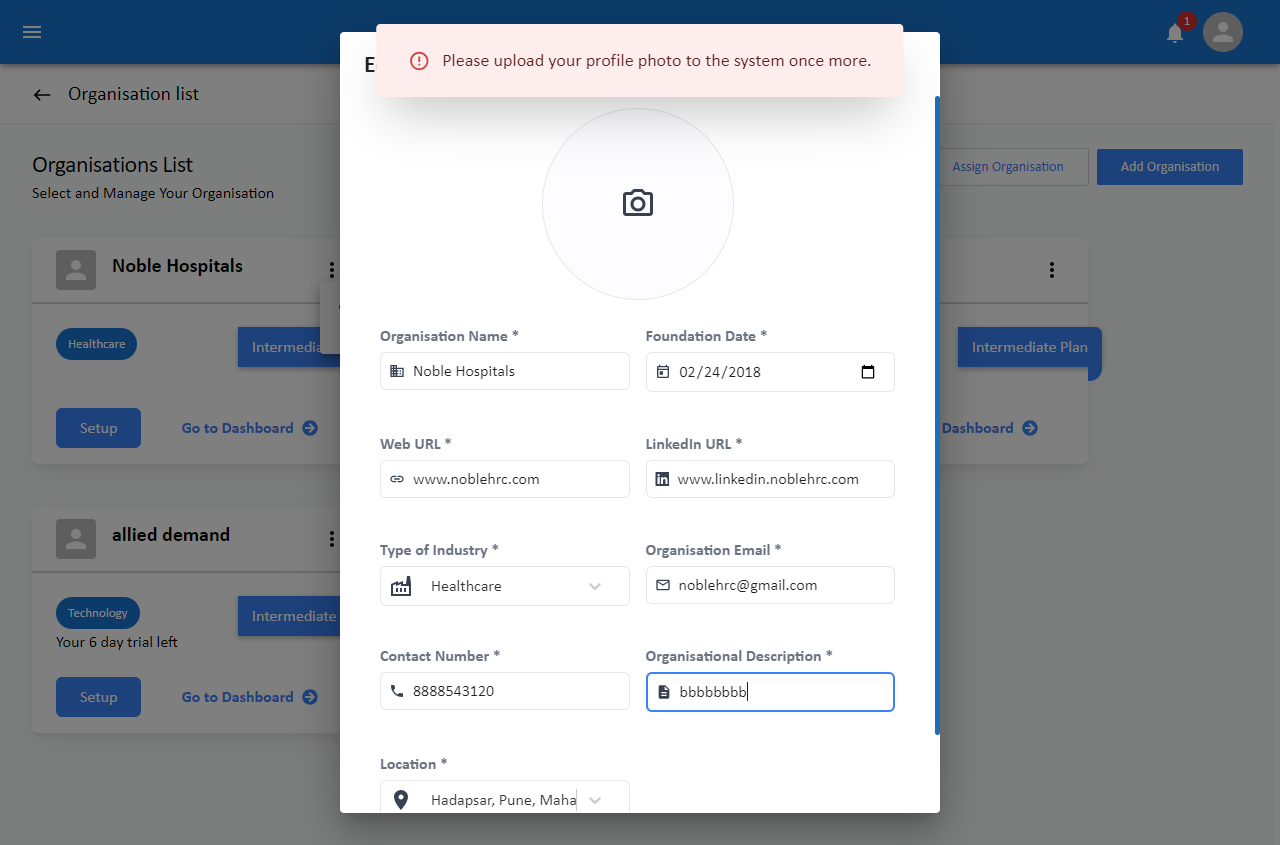 1
Please upload your profile photo to the system once more.
E
Organisation list
Organisations List
Select and Manage Your Organisation
Assign Organisation
Add Organisation
Noble Hospitals
Healthcare
Intermedia
Intermediate Plan
Setup
Go to Dashboard
Dashboard
allied demand
Technology
Intermediate
Your 6 day trial left
Setup
Go to Dashboard
Organisation Name *
Foundation Date *
Noble Hospitals
02/24/2018
Web URL *
LinkedIn URL *
www.noblehrc.com
www.linkedin.noblehrc.com
Type of Industry *
Organisation Email *
Healthcare
noblehrc@gmail.com
Contact Number *
Organisational Description *
8888543120
bbbbbbbb
Location *
Hadapsar, Pune, Maha